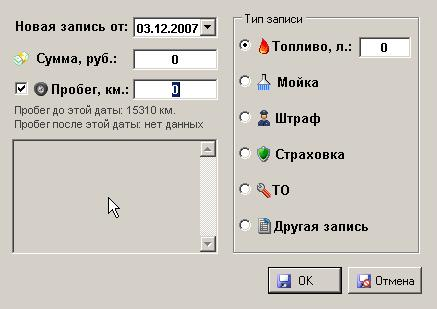 Новая запись от: 03.12.2007
Сумма, руб.: 0
Пробег, км.: 0
Пробег до этой даты: 15310 км.
Пробег после этой даты: нет данных
Тип записи
Топливо, л.: 0
Мойка
Штраф
Страховка
ТО
Другая запись
OK
Отмена